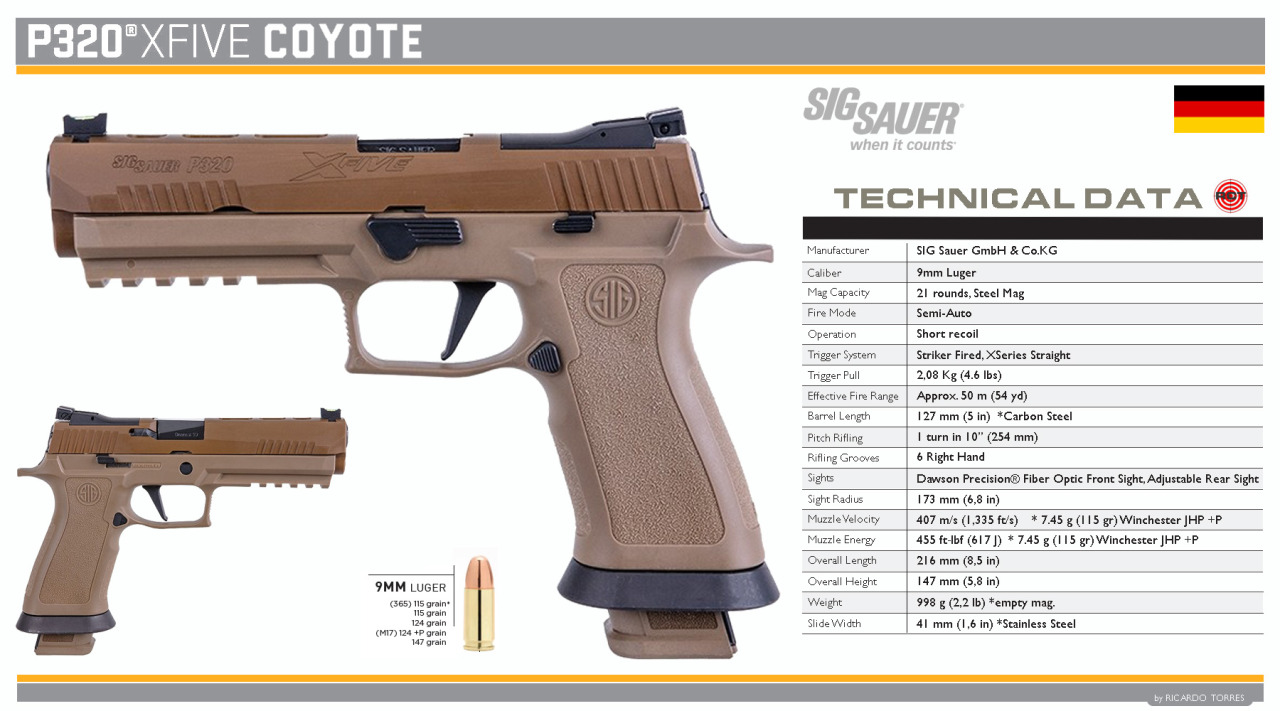 P320® XFIVE COYOTE
SIG SAUER®
when it counts®
TECHNICAL DATA
RCT
SIG SAUER P320 XFIVE
SIG SAUER
SIG
Manufacturer SIG Sauer GmbH & Co.KG
Caliber 9mm Luger
Mag Capacity 21 rounds, Steel Mag
Fire Mode Semi-Auto
Operation Short recoil
Trigger System Striker Fired, XSeries Straight
Trigger Pull 2,08 Kg (4.6 lbs)
Effective Fire Range Approx. 50 m (54 yd)
Barrel Length 127 mm (5 in) *Carbon Steel
Pitch Rifling 1 turn in 10” (254 mm)
Rifling Grooves 6 Right Hand
Sights Dawson Precision® Fiber Optic Front Sight, Adjustable Rear Sight
Sight Radius 173 mm (6,8 in)
Muzzle Velocity 407 m/s (1,335 ft/s) * 7.45 g (115 gr) Winchester JHP +P
Muzzle Energy 455 ft-lbf (617 J) * 7.45 g (115 gr) Winchester JHP +P
Overall Length 216 mm (8,5 in)
Overall Height 147 mm (5,8 in)
Weight 998 g (2,2 lb) *empty mag.
Slide Width 41 mm (1,6 in) *Stainless Steel
SIG
9MM LUGER
(365) 115 grain*
115 grain
124 grain
(M17) 124 +P grain
147 grain
by RICARDO TORRES